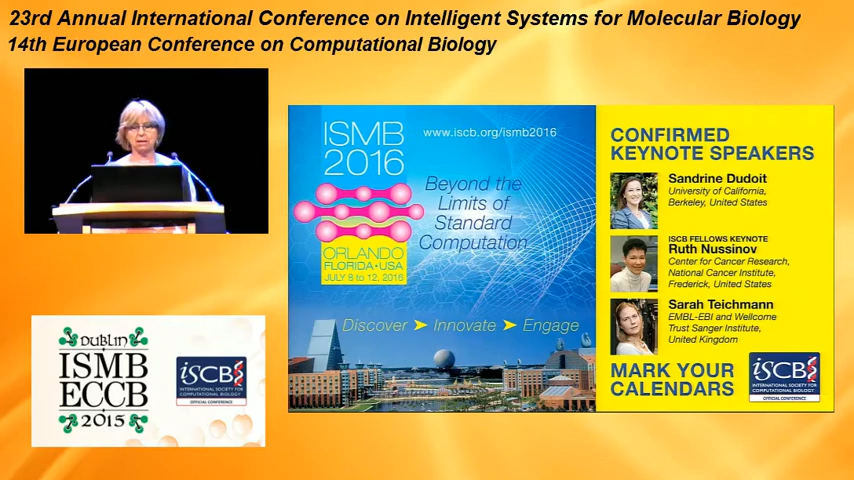 23rd Annual International Conference on Intelligent Systems for Molecular Biology
14th European Conference on Computational Biology
ISMB
2016
www.iscb.org/ismb2016
Beyond the
Limits of
Standard
Computation
ORLANDO
FLORIDA•USA
JULY 8 to 12, 2016
Discover ➤ Innovate ➤ Engage
CONFIRMED
KEYNOTE SPEAKERS
Sandrine Dudoit
University of California,
Berkeley, United States
ISCB FELLOWS KEYNOTE
Ruth Nussinov
Center for Cancer Research,
National Cancer Institute,
Frederick, United States
Sarah Teichmann
EMBL-EBI and Wellcome
Trust Sanger Institute,
United Kingdom
MARK YOUR
CALENDARS
iSCB
INTERNATIONAL SOCIETY FOR
COMPUTATIONAL BIOLOGY
OFFICIAL CONFERENCE
DUBLIN
ISMB
ECCB
2015
iSCB
INTERNATIONAL SOCIETY FOR
COMPUTATIONAL BIOLOGY
OFFICIAL CONFERENCE